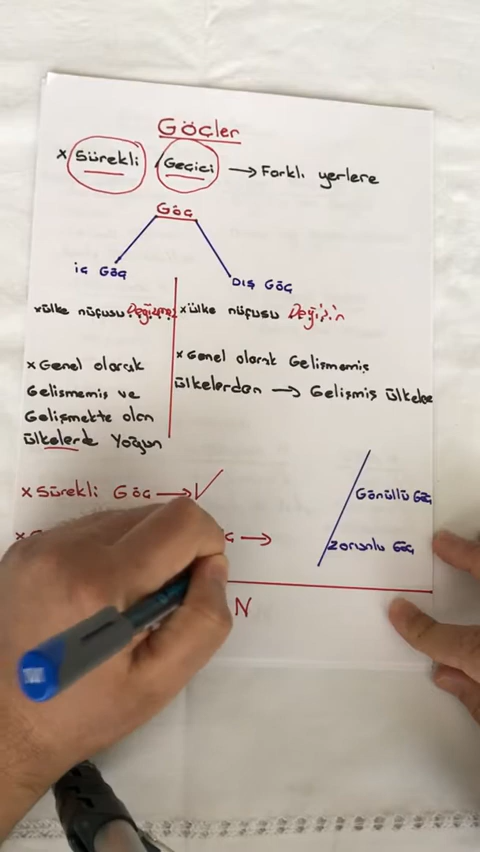 Göçler
x Sürekli / Geçici → Farklı yerlere
Göç
iç Göç
Dış Göç
x ülke nüfusu Değişmez
x ülke nüfusu Değişir
x Genel olarak
Gelişmemiş ve
Gelişmekte olan
ülkelerde Yoğun
x Genel olarak Gelişmemiş
ülkelerden → Gelişmiş ülkele
x Sürekli Göç →
Gönüllü Göç
Zorunlu Göç
N